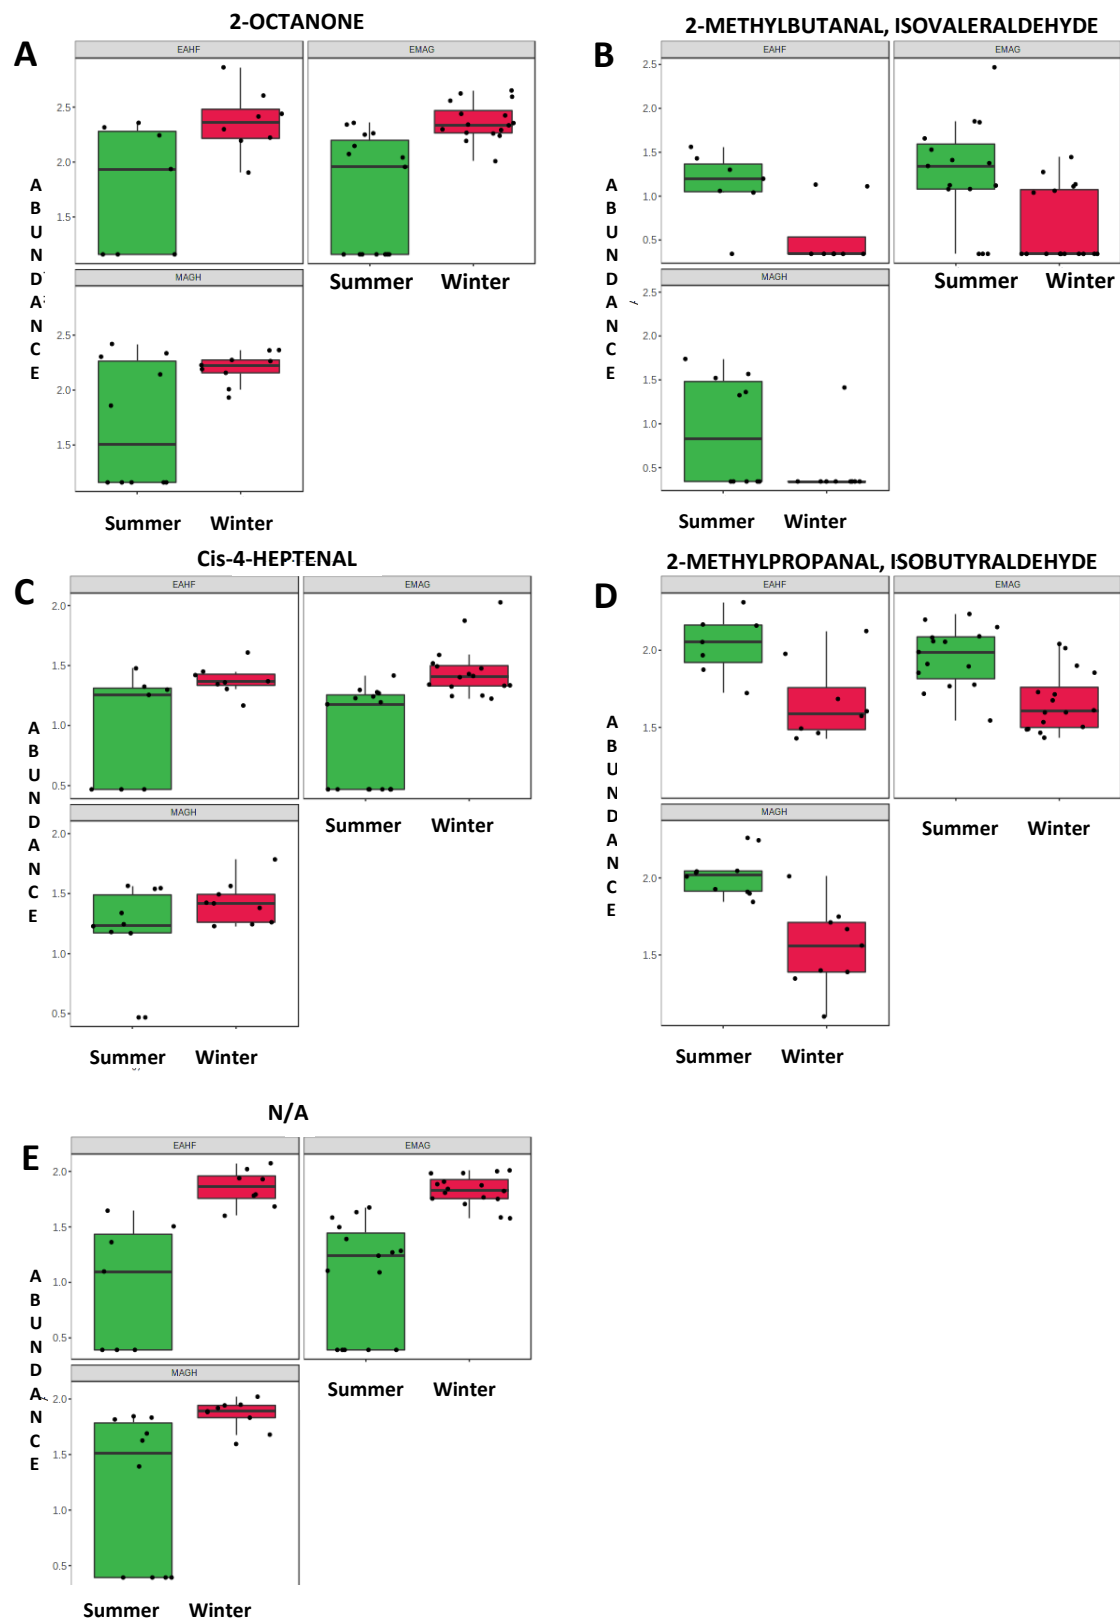 A
2-OCTANONE
EAHF
EMAG
2.5
2.0
1.5
MAGH
2.5
2.0
1.5
ABUNDANCE
Summer Winter
Summer Winter
B
2-METHYLBUTANAL, ISOVALERALDEHYDE
EAHF
EMAG
2.5
2.0
1.5
1.0
0.5
MAGH
2.5
2.0
1.5
1.0
0.5
ABUNDANCE
Summer Winter
Summer Winter
C
Cis-4-HEPTENAL
EAHF
EMAG
2.0
1.5
1.0
0.5
MAGH
2.0
1.5
1.0
0.5
ABUNDANCE
Summer Winter
Summer Winter
D
2-METHYLPROPANAL, ISOBUTYRALDEHYDE
EAHF
EMAG
2.0
1.5
MAGH
2.0
1.5
ABUNDANCE
Summer Winter
Summer Winter
E
N/A
EAHF
EMAG
2.0
1.5
1.0
0.5
MAGH
2.0
1.5
1.0
0.5
ABUNDANCE
Summer Winter
Summer Winter